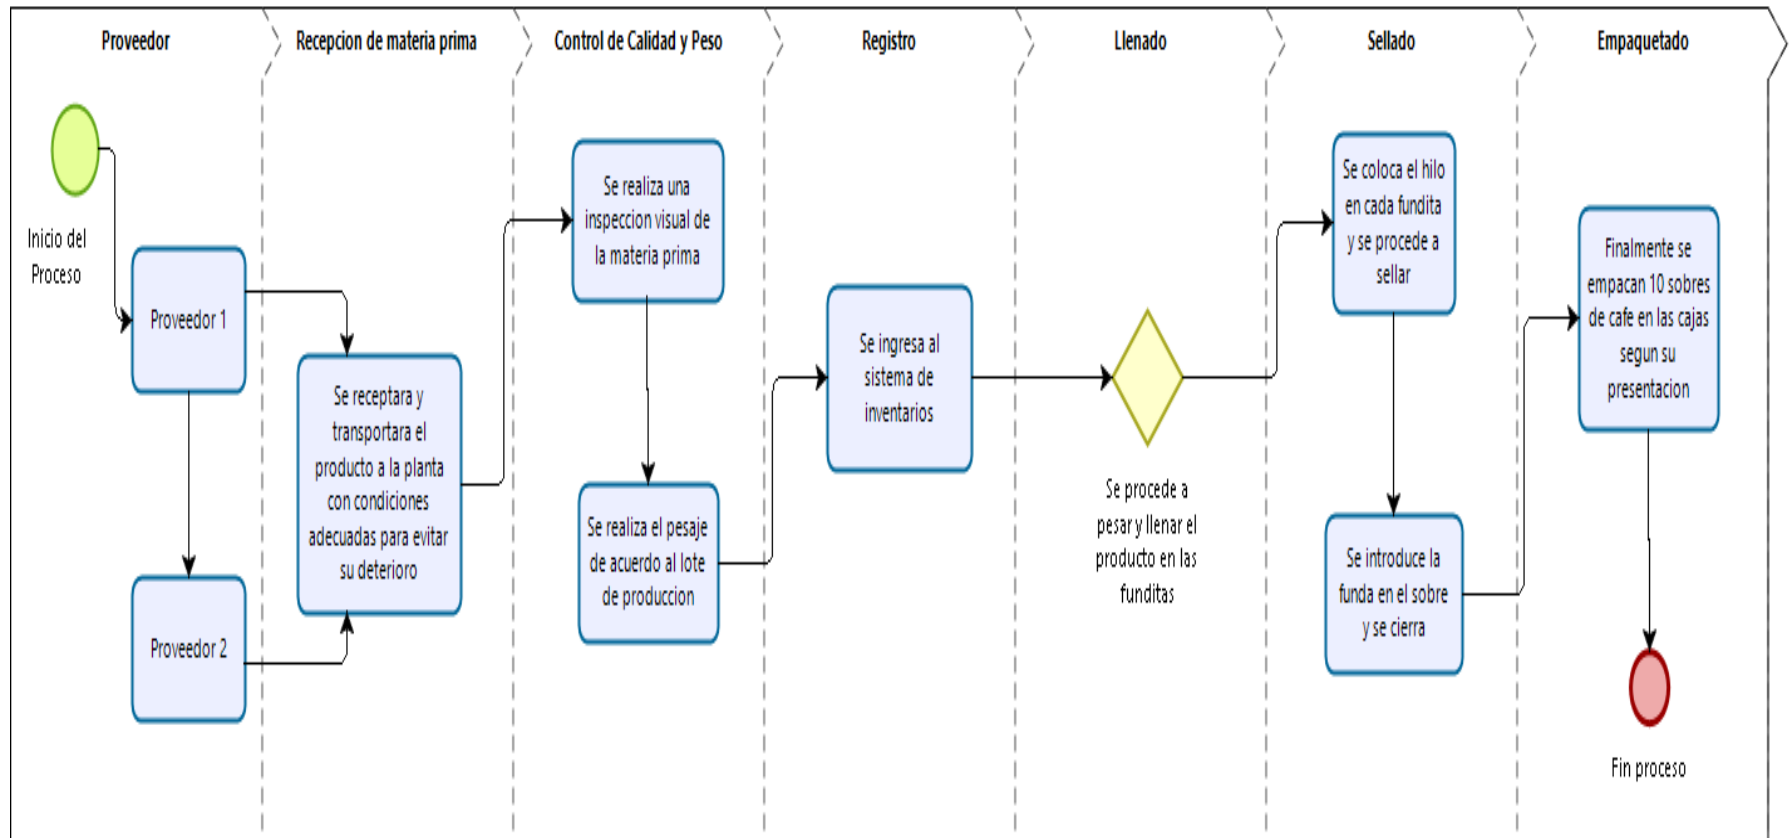 Proveedor
Recepcion de materia prima
Control de Calidad y Peso
Registro
Llenado
Sellado
Empaquetado
Inicio del
Proceso
Proveedor 1
Proveedor 2
Se receptara y
transportara el
producto a la planta
con condiciones
adecuadas para evitar
su deterioro
Se realiza una
inspeccion visual de
la materia prima
Se realiza el pesaje
de acuerdo al lote
de produccion
Se ingresa al
sistema de
inventarios
Se procede a
pesar y llenar el
producto en las
funditas
Se coloca el hilo
en cada fundita
y se procede a
sellar
Se introduce la
funda en el sobre
y se cierra
Finalmente se
empacan 10 sobres
de cafe en las cajas
segun su
presentacion
Fin proceso